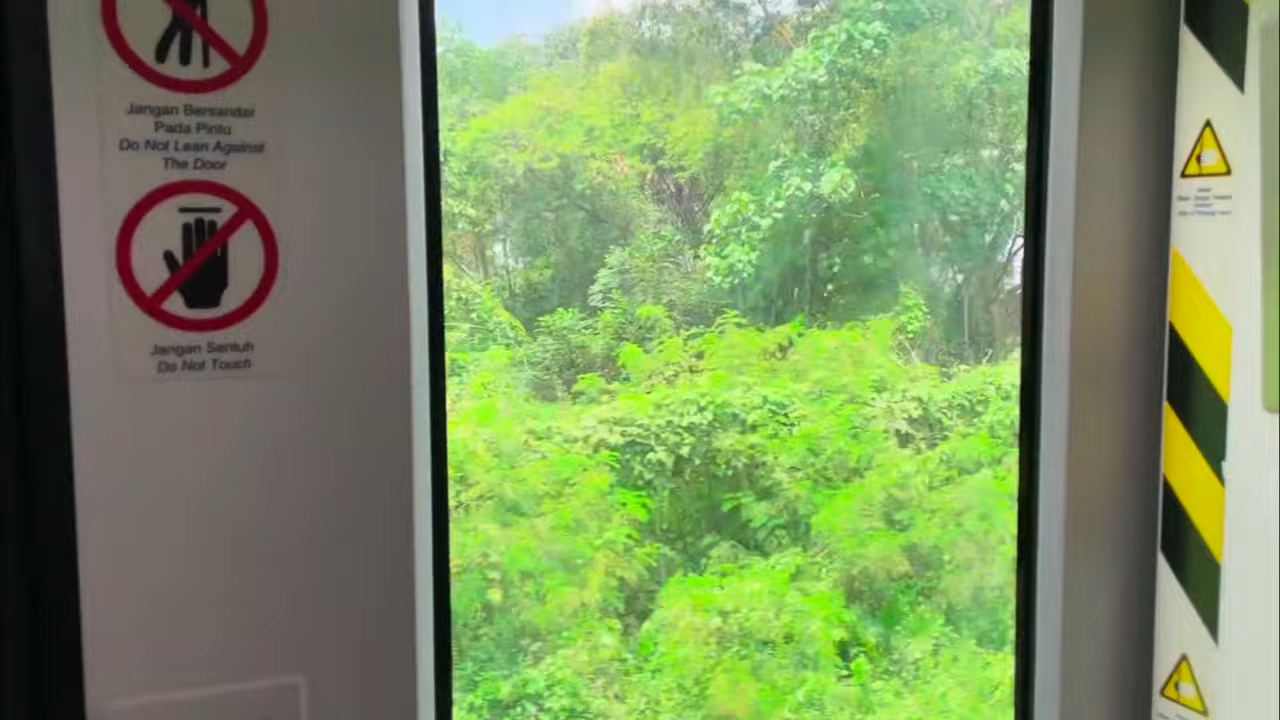 Jangan Bersandar
Pada Pintu
Do Not Lean Against
The Door
Jangan Sentuh
Do Not Touch